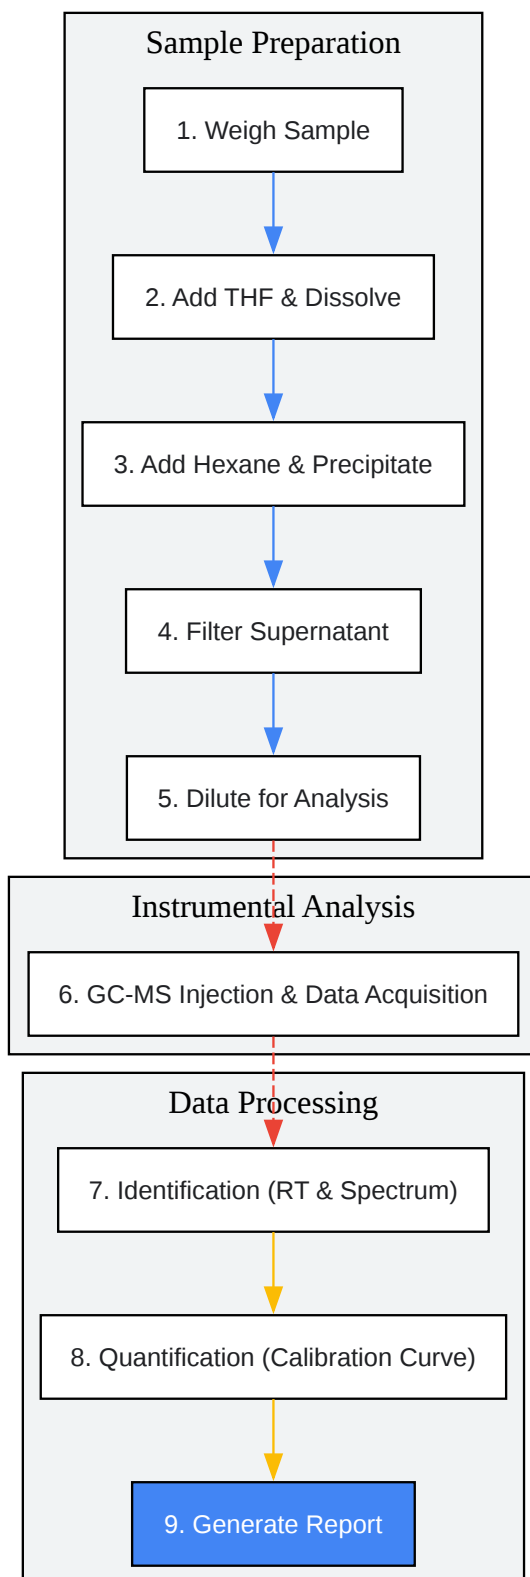 Sample Preparation
1. Weigh Sample
2. Add THF & Dissolve
3. Add Hexane & Precipitate
4. Filter Supernatant
5. Dilute for Analysis
Instrumental Analysis
6. GC-MS Injection & Data Acquisition
Data Processing
7. Identification (RT & Spectrum)
8. Quantification (Calibration Curve)
9. Generate Report